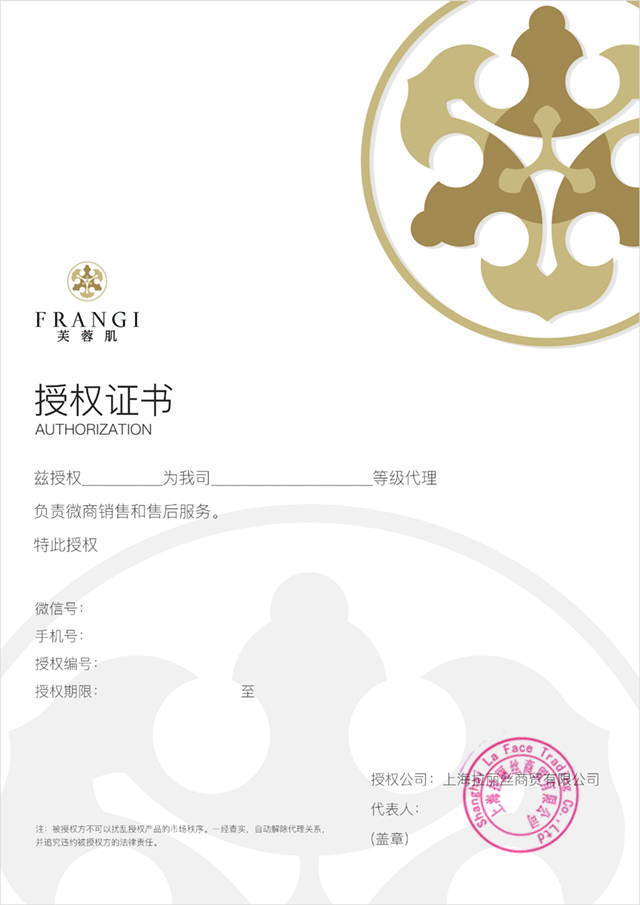 FRANGI
芙蓉肌
授权证书
AUTHORIZATION
兹授权__________为我司____________________等级代理
负责微商销售和售后服务。
特此授权
微信号:
手机号:
授权编号:
授权期限: 至
授权公司: 上海拉丽丝商贸有限公司
代表人:
(盖章)
Shanghai La Face Trading Co.,Ltd
上海拉丽丝商贸有限公司
注: 被授权方不可以扰乱授权产品的市场秩序。一经查实, 自动解除代理关系,
并追究违约被授权方的法律责任。